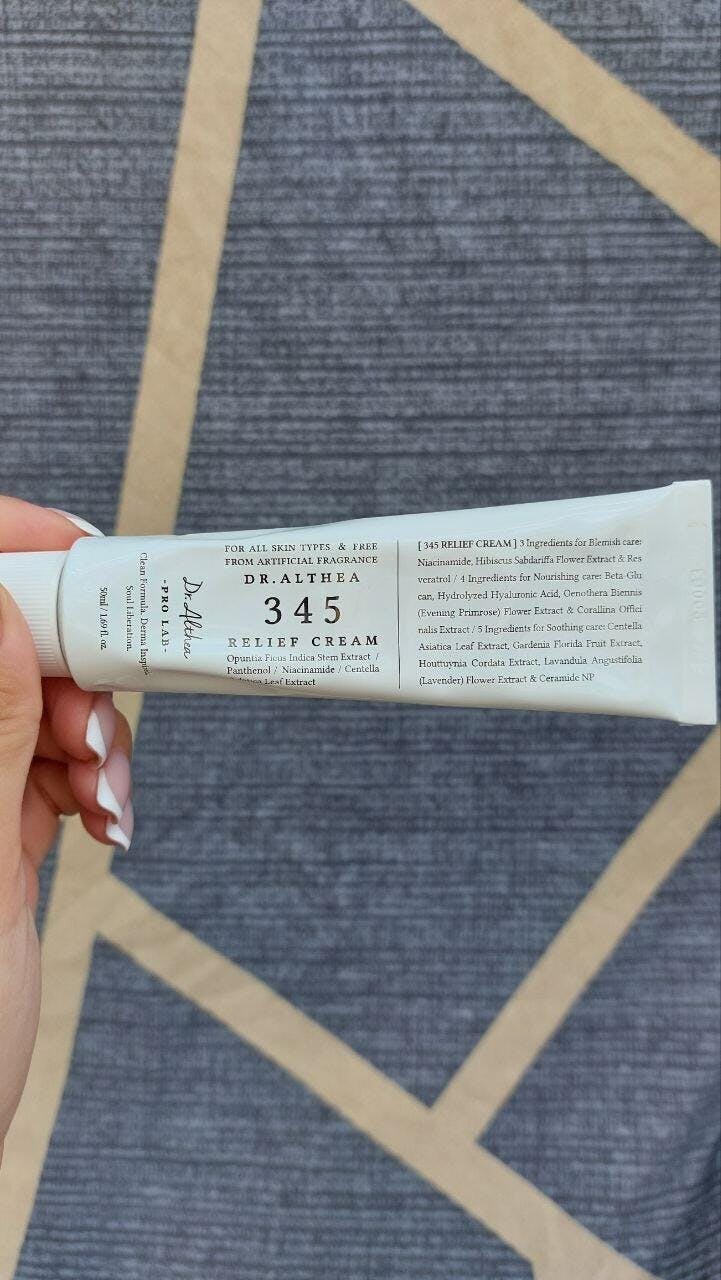 Dr.Althea
-PRO LAB-
Clean Formula. Derma
Soul Liberation.
50ml / 1.69 fl. oz.
FOR ALL SKIN TYPES & FREE
FROM ARTIFICIAL FRAGRANCE
DR.ALTHEA
345
RELIEF CREAM
Opuntia Ficus Indica Stem Extract /
Panthenol / Niacinamide / Centella
Leaf Extract
[ 345 RELIEF CREAM ] 3 Ingredients for Blemish care:
Niacinamide, Hibiscus Sabdariffa Flower Extract & Res
veratrol / 4 Ingredients for Nourishing care: Beta-Glu
can, Hydrolyzed Hyaluronic Acid, Oenothera Biennis
(Evening Primrose) Flower Extract & Corallina Offici
nalis Extract / 5 Ingredients for Soothing care: Centella
Asiatica Leaf Extract, Gardenia Florida Fruit Extract,
Houttuynia Cordata Extract, Lavandula Angustifolia
(Lavender) Flower Extract & Ceramide NP